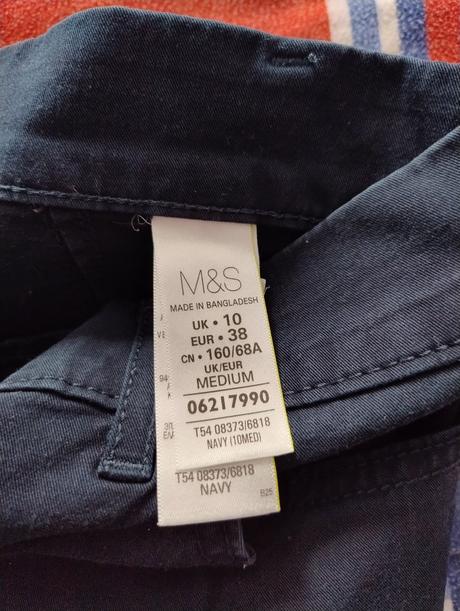 M&S
MADE IN BANGLADESH
UK • 10
EUR • 38
CN • 160/68A
UK/EUR
MEDIUM
06217990
T54 08373/6818
NAVY (10MED)
T54 08373/6818
NAVY
B25